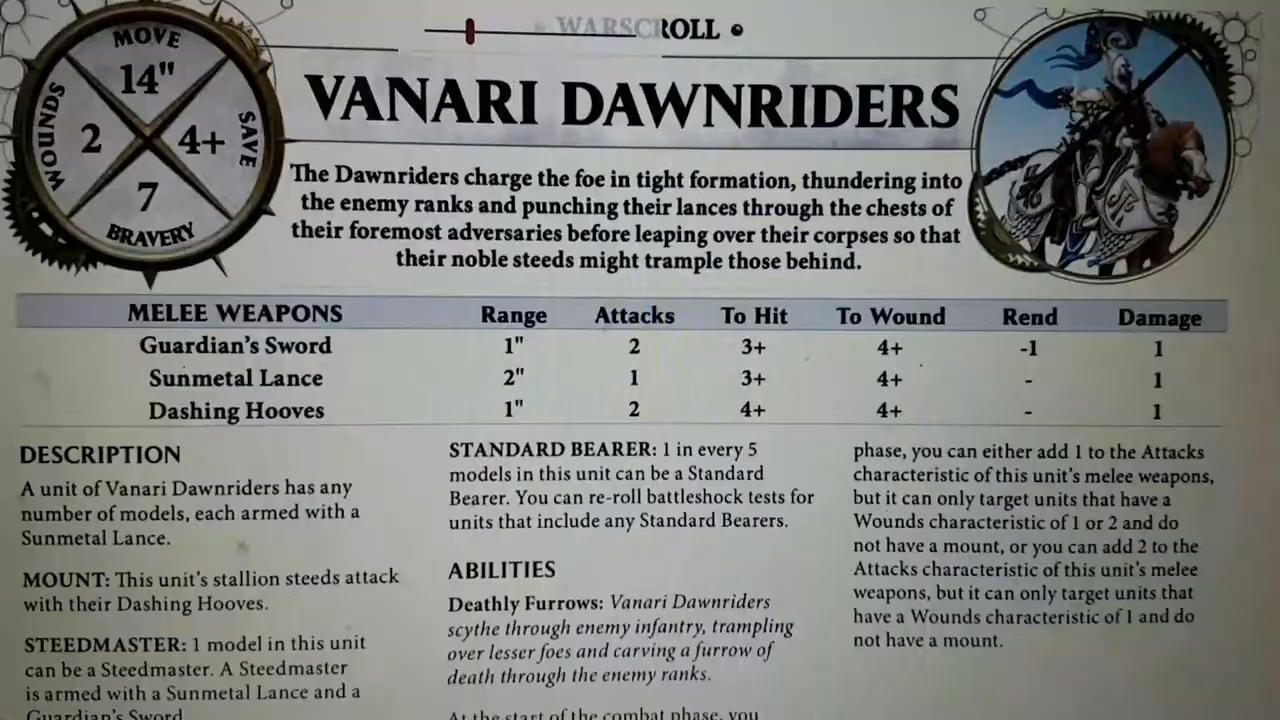 WARSCROLL
MOVE
14"
WOUNDS
2
4+
SAVE
7
BRAVERY
VANARI DAWNRIDERS
The Dawnriders charge the foe in tight formation, thundering into
the enemy ranks and punching their lances through the chests of
their foremost adversaries before leaping over their corpses so that
their noble steeds might trample those behind.
MELEE WEAPONS Range Attacks To Hit To Wound Rend Damage
Guardian's Sword 1" 2 3+ 4+ -1 1
Sunmetal Lance 2" 1 3+ 4+ - 1
Dashing Hooves 1" 2 4+ 4+ - 1
DESCRIPTION
A unit of Vanari Dawnriders has any
number of models, each armed with a
Sunmetal Lance.
MOUNT: This unit's stallion steeds attack
with their Dashing Hooves.
STEEDMASTER: 1 model in this unit
can be a Steedmaster. A Steedmaster
is armed with a Sunmetal Lance and a
Guardian's Sword
STANDARD BEARER: 1 in every 5
models in this unit can be a Standard
Bearer. You can re-roll battleshock tests for
units that include any Standard Bearers.
ABILITIES
Deathly Furrows: Vanari Dawnriders
scythe through enemy infantry, trampling
over lesser foes and carving a furrow of
death through the enemy ranks.
At the start of the combat phase, you
phase, you can either add 1 to the Attacks
characteristic of this unit's melee weapons,
but it can only target units that have a
Wounds characteristic of 1 or 2 and do
not have a mount, or you can add 2 to the
Attacks characteristic of this unit's melee
weapons, but it can only target units that
have a Wounds characteristic of 1 and do
not have a mount.